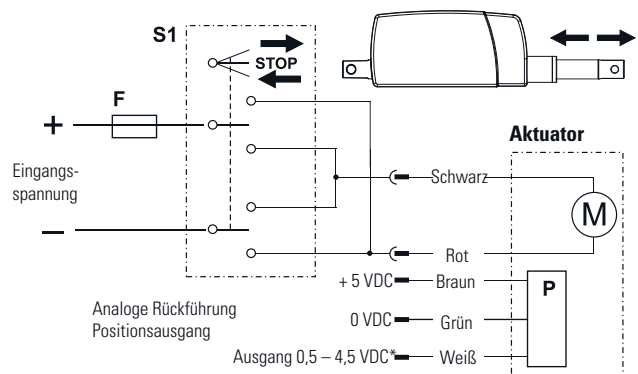 S1
STOP
F
+
Aktuator
Eingangs-
spannung
Schwarz
M
–
Rot
+ 5 VDC Braun
P
Analoge Rückführung
Positionsausgang
0 VDC Grün
Ausgang 0,5 – 4,5 VDC* Weiß